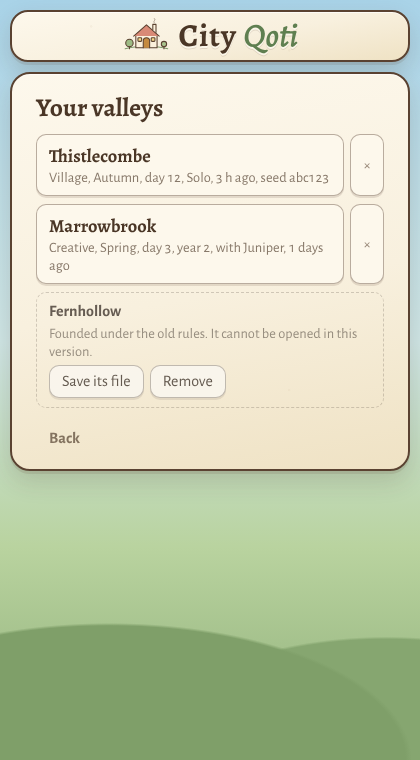 City Qoti
Your valleys
Thistlecombe
Village, Autumn, day 12, Solo, 3 h ago, seed abc123
×
Marrowbrook
Creative, Spring, day 3, year 2, with Juniper, 1 days
ago
×
Fernhollow
Founded under the old rules. It cannot be opened in this
version.
Save its file
Remove
Back